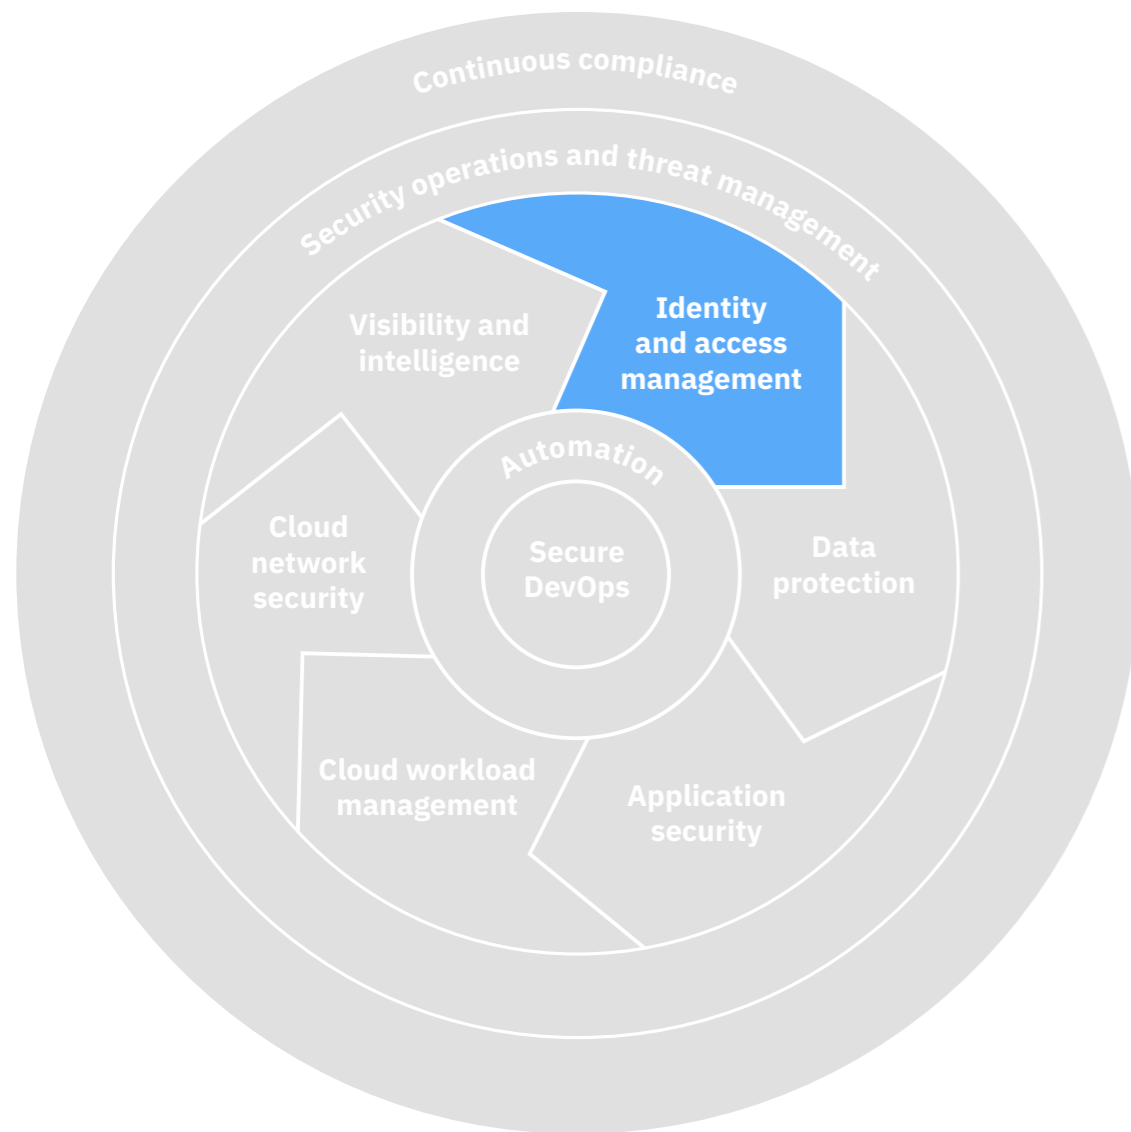 Continuous compliance
Security operations and threat management
Identity
and access
management
Visibility and
intelligence
Automation
Cloud
network
security
Secure
DevOps
Data
protection
Cloud workload
management
Application
security